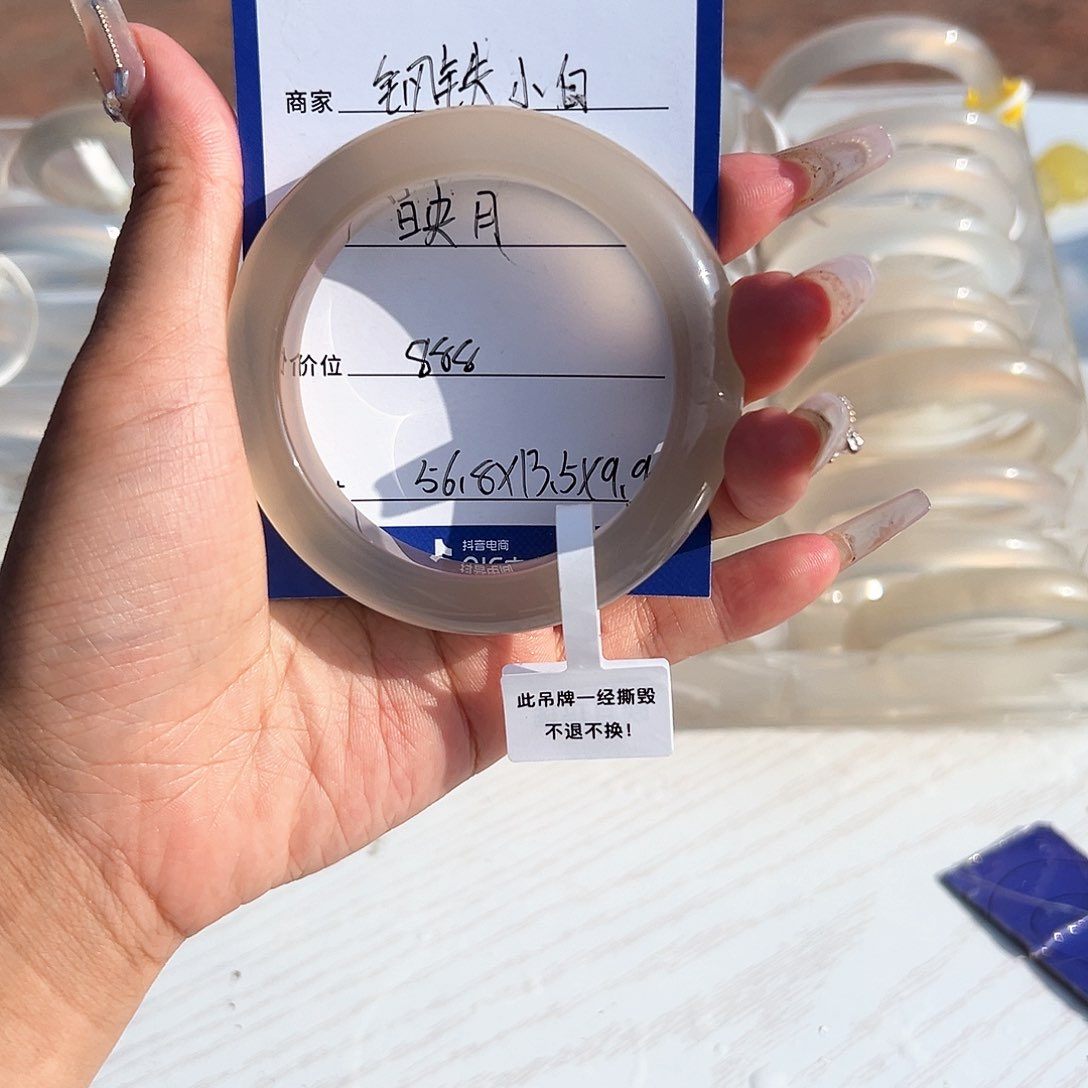 商家 钢铁小白
映月
价位 888
56.8X13.5X9.9
抖音电商
此吊牌一经撕毁
不退不换!